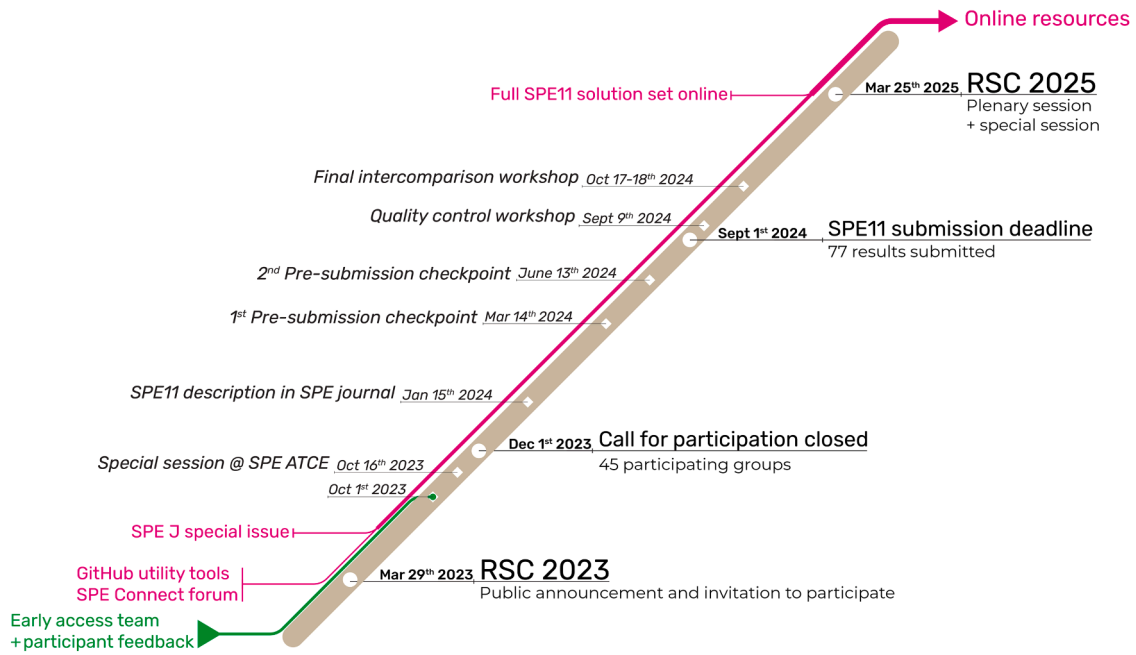 Online resources
Full SPE11 solution set online
Mar 25th 2025 RSC 2025
Plenary session
+ special session
Final intercomparison workshop Oct 17-18th 2024
Quality control workshop Sept 9th 2024
Sept 1st 2024 SPE11 submission deadline
77 results submitted
2nd Pre-submission checkpoint June 13th 2024
1st Pre-submission checkpoint Mar 14th 2024
SPE11 description in SPE journal Jan 15th 2024
Dec 1st 2023 Call for participation closed
45 participating groups
Special session @ SPE ATCE Oct 16th 2023
Oct 1st 2023
SPE J special issue
GitHub utility tools
SPE Connect forum
Mar 29th 2023 RSC 2023
Public announcement and invitation to participate
Early access team
+participant feedback